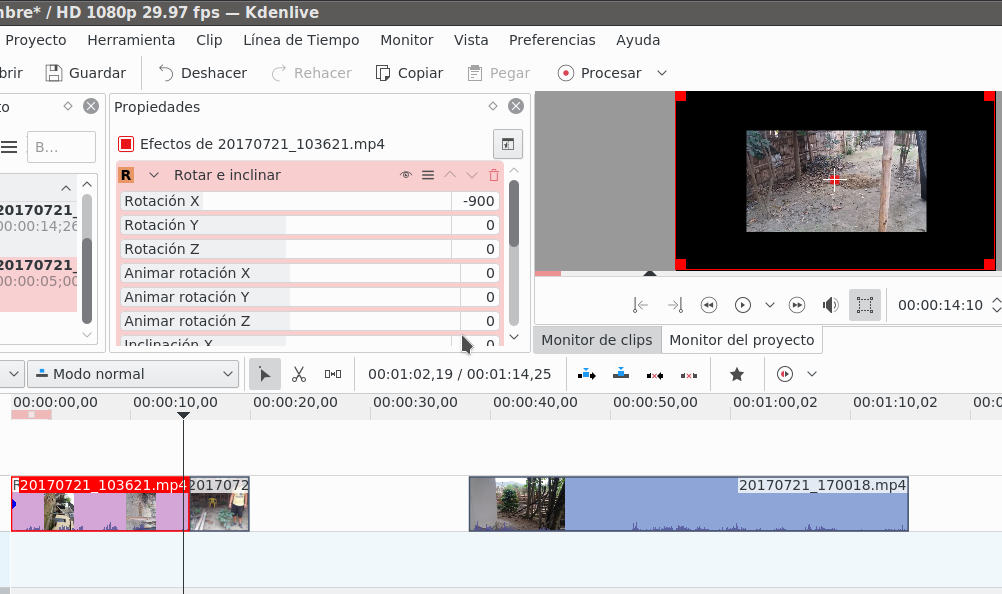 mbre* / HD 1080p 29.97 fps — Kdenlive
Proyecto Herramienta Clip Línea de Tiempo Monitor Vista Preferencias Ayuda
brir Guardar Deshacer Rehacer Copiar Pegar Procesar
to
B...
20170721_
00:00:14;26
20170721_
00:00:05;00
Propiedades
Efectos de 20170721_103621.mp4
R Rotar e inclinar
Rotación X -900
Rotación Y 0
Rotación Z 0
Animar rotación X 0
Animar rotación Y 0
Animar rotación Z 0
Inclinación X 0
00:00:14:10
Monitor de clips Monitor del proyecto
Modo normal 00:01:02,19 / 00:01:14,25
00:00:00,00 00:00:10,00 00:00:20,00 00:00:30,00 00:00:40,00 00:00:50,00 00:01:00,02 00:01:10,02 00:0
20170721_103621.mp4 2017072 20170721_170018.mp4